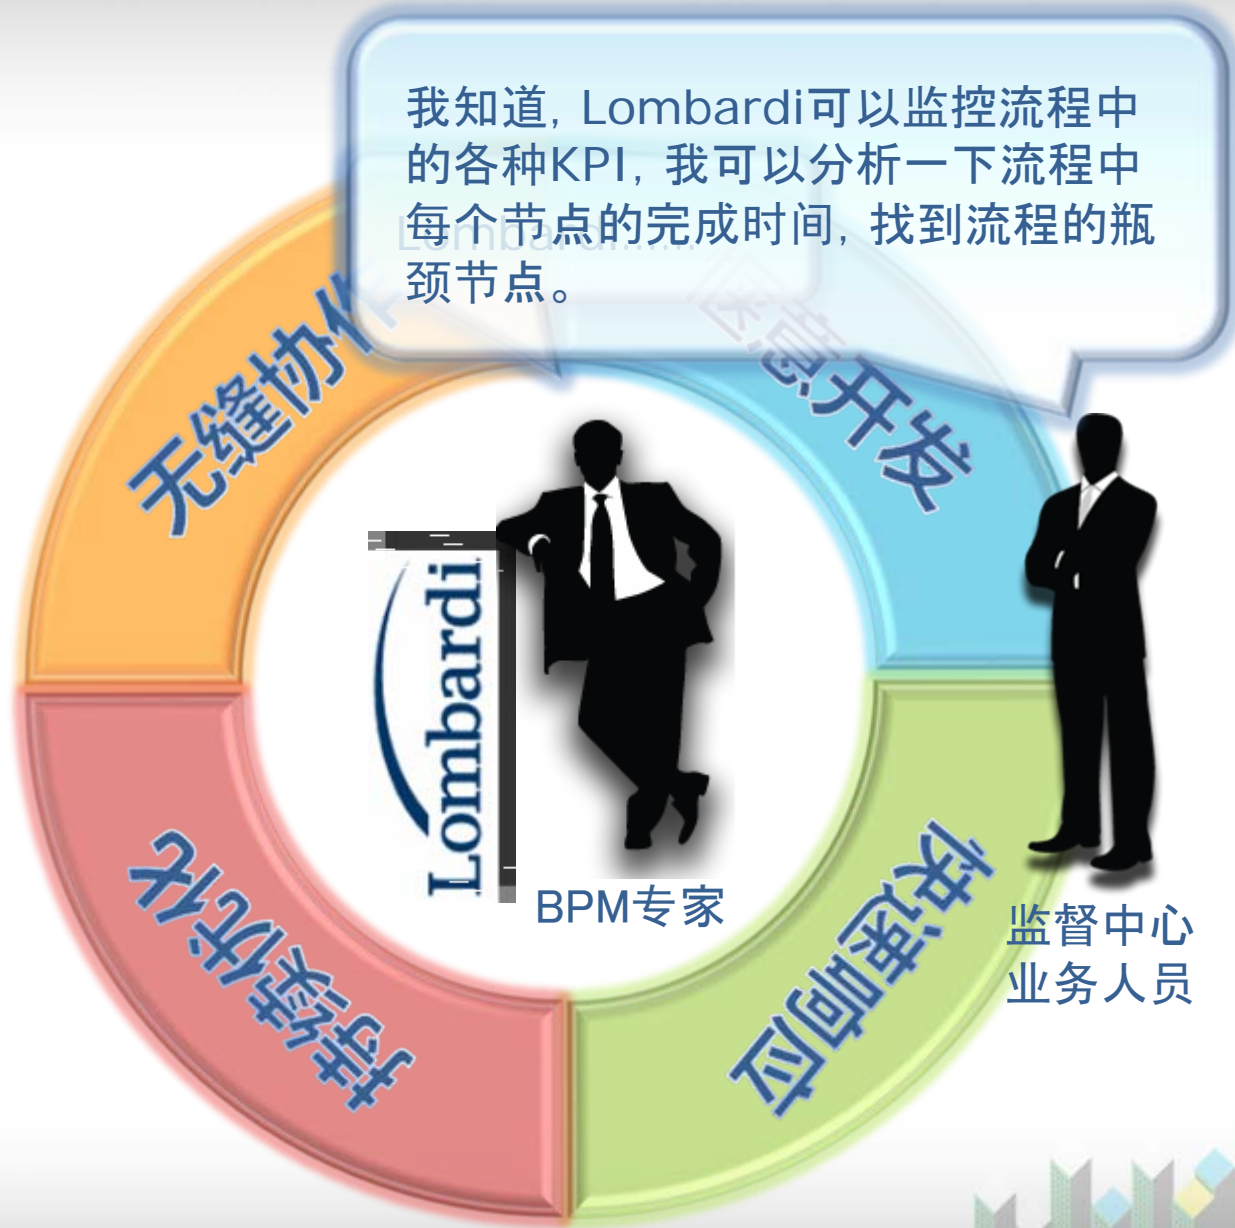 我知道, Lombardi可以监控流程中
的各种KPI, 我可以分析一下流程中
每个节点的完成时间, 找到流程的瓶
颈节点。
Lombardi......
无缝协作
惬意开发
Lombardi
BPM专家
监督中心
业务人员
持续优化
快速响应